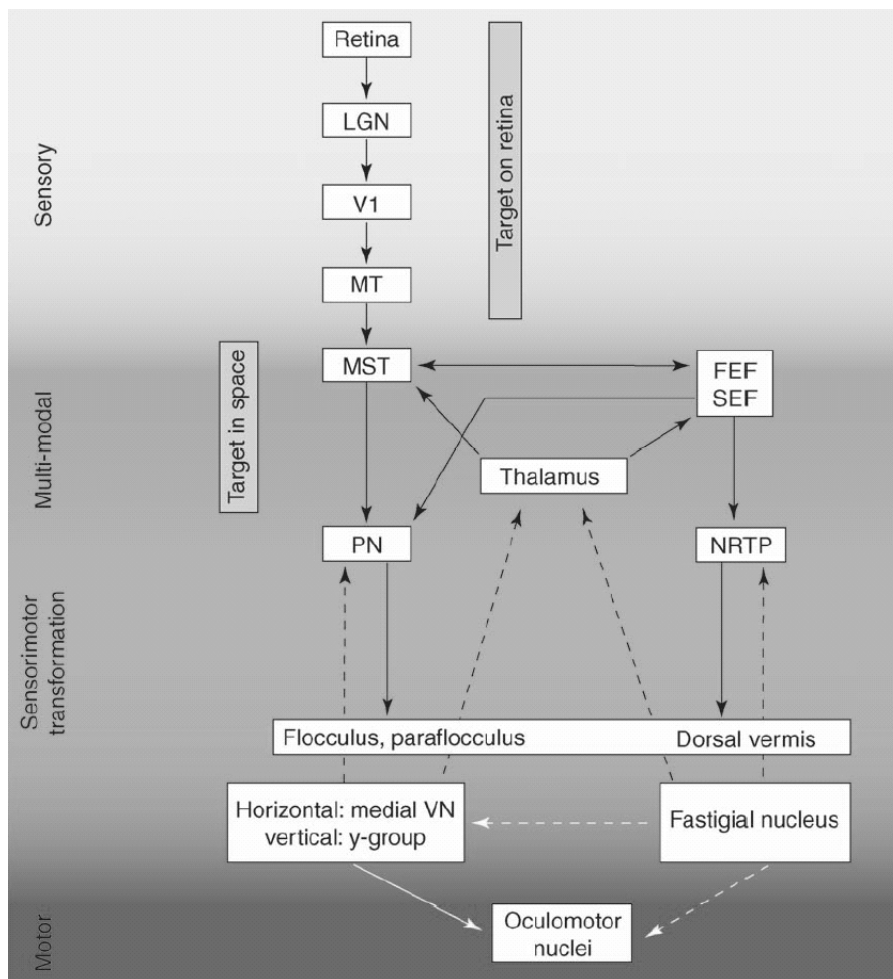 Retina
LGN
V1
MT
MST
FEF
SEF
Thalamus
PN
NRTP
Flocculus, paraflocculus
Dorsal vermis
Horizontal: medial VN
vertical: y-group
Fastigial nucleus
Oculomotor
nuclei
Target on retina
Target in space
Sensory
Multi-modal
Sensorimotor
transformation
Motor